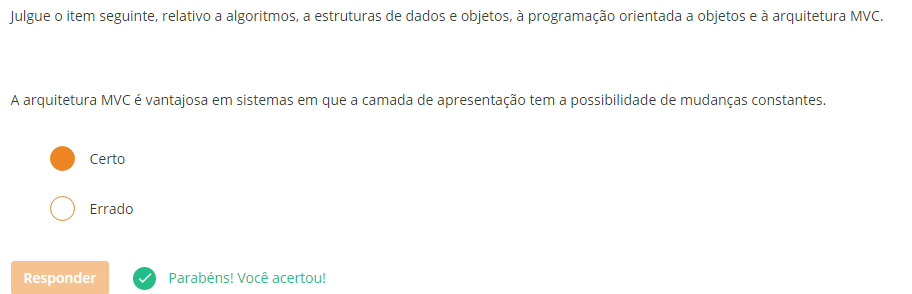 Julgue o item seguinte, relativo a algoritmos, a estruturas de dados e objetos, à programação orientada a objetos e à arquitetura MVC.
A arquitetura MVC é vantajosa em sistemas em que a camada de apresentação tem a possibilidade de mudanças constantes.
Certo
Errado
Responder Parabéns! Você acertou!